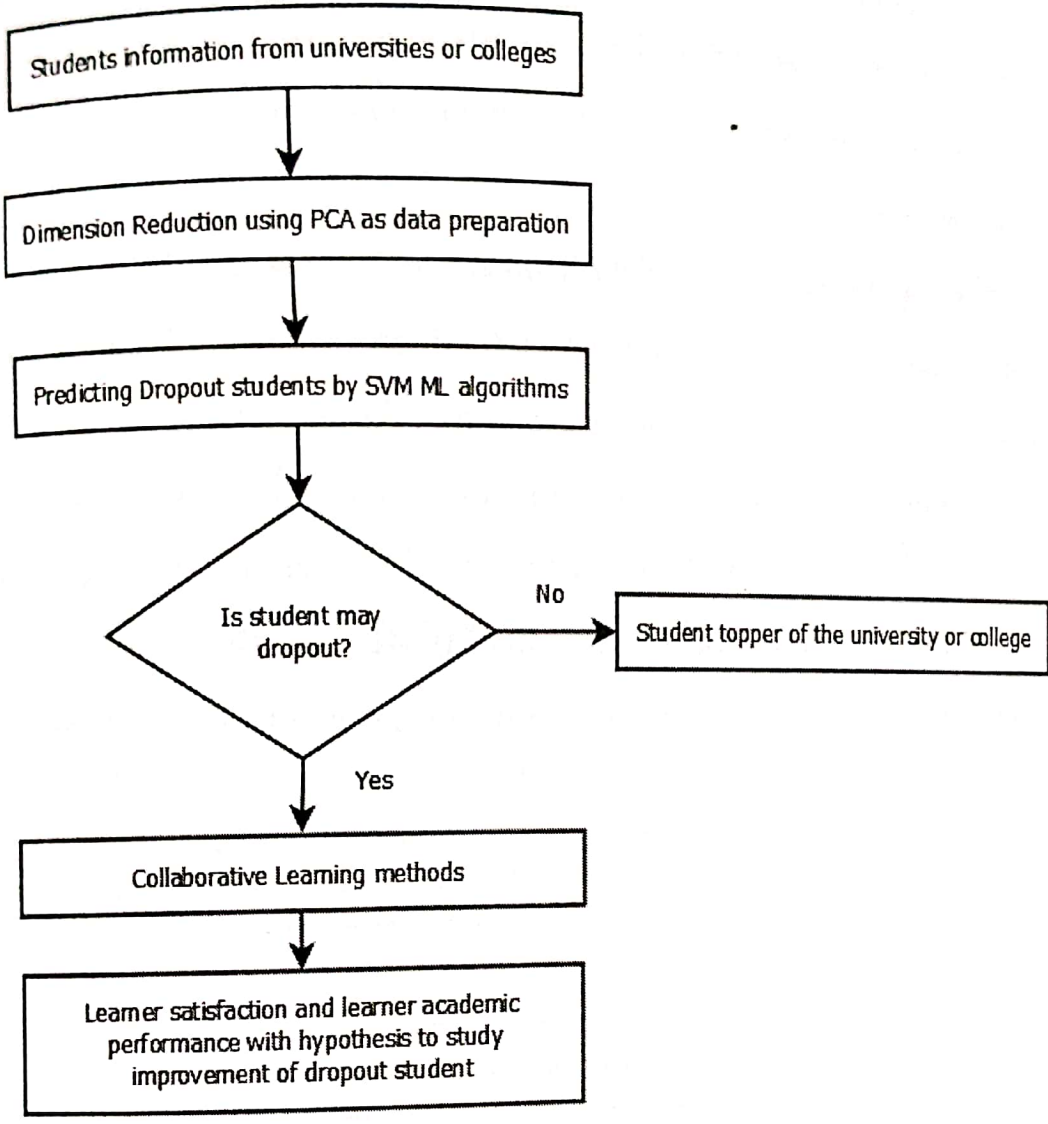 Students information from universities or colleges
Dimension Reduction using PCA as data preparation
Predicting Dropout students by SVM ML algorithms
Is student may
dropout?
No
Student topper of the university or college
Yes
Collaborative Learning methods
Learner satisfaction and learner academic
performance with hypothesis to study
improvement of dropout student